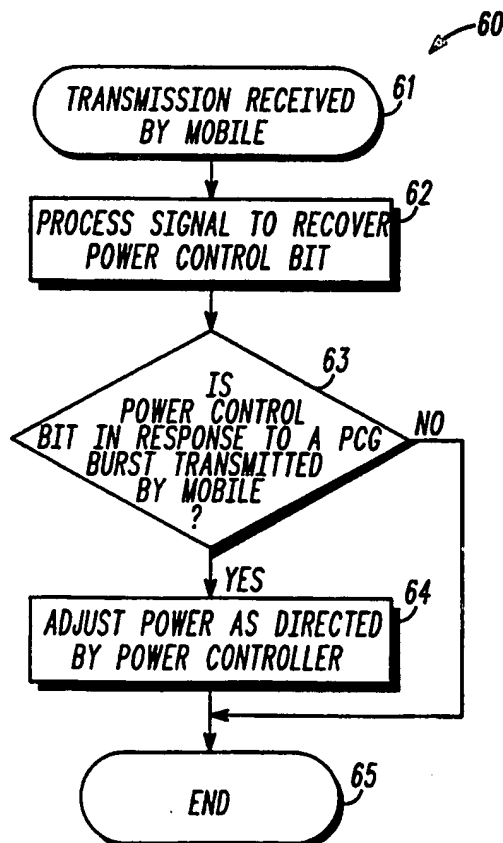 60
TRANSMISSION RECEIVED
BY MOBILE
61
PROCESS SIGNAL TO RECOVER
POWER CONTROL BIT
62
IS
POWER CONTROL
BIT IN RESPONSE TO A PCG
BURST TRANSMITTED
BY MOBILE
?
63
NO
YES
ADJUST POWER AS DIRECTED
BY POWER CONTROLLER
64
END
65